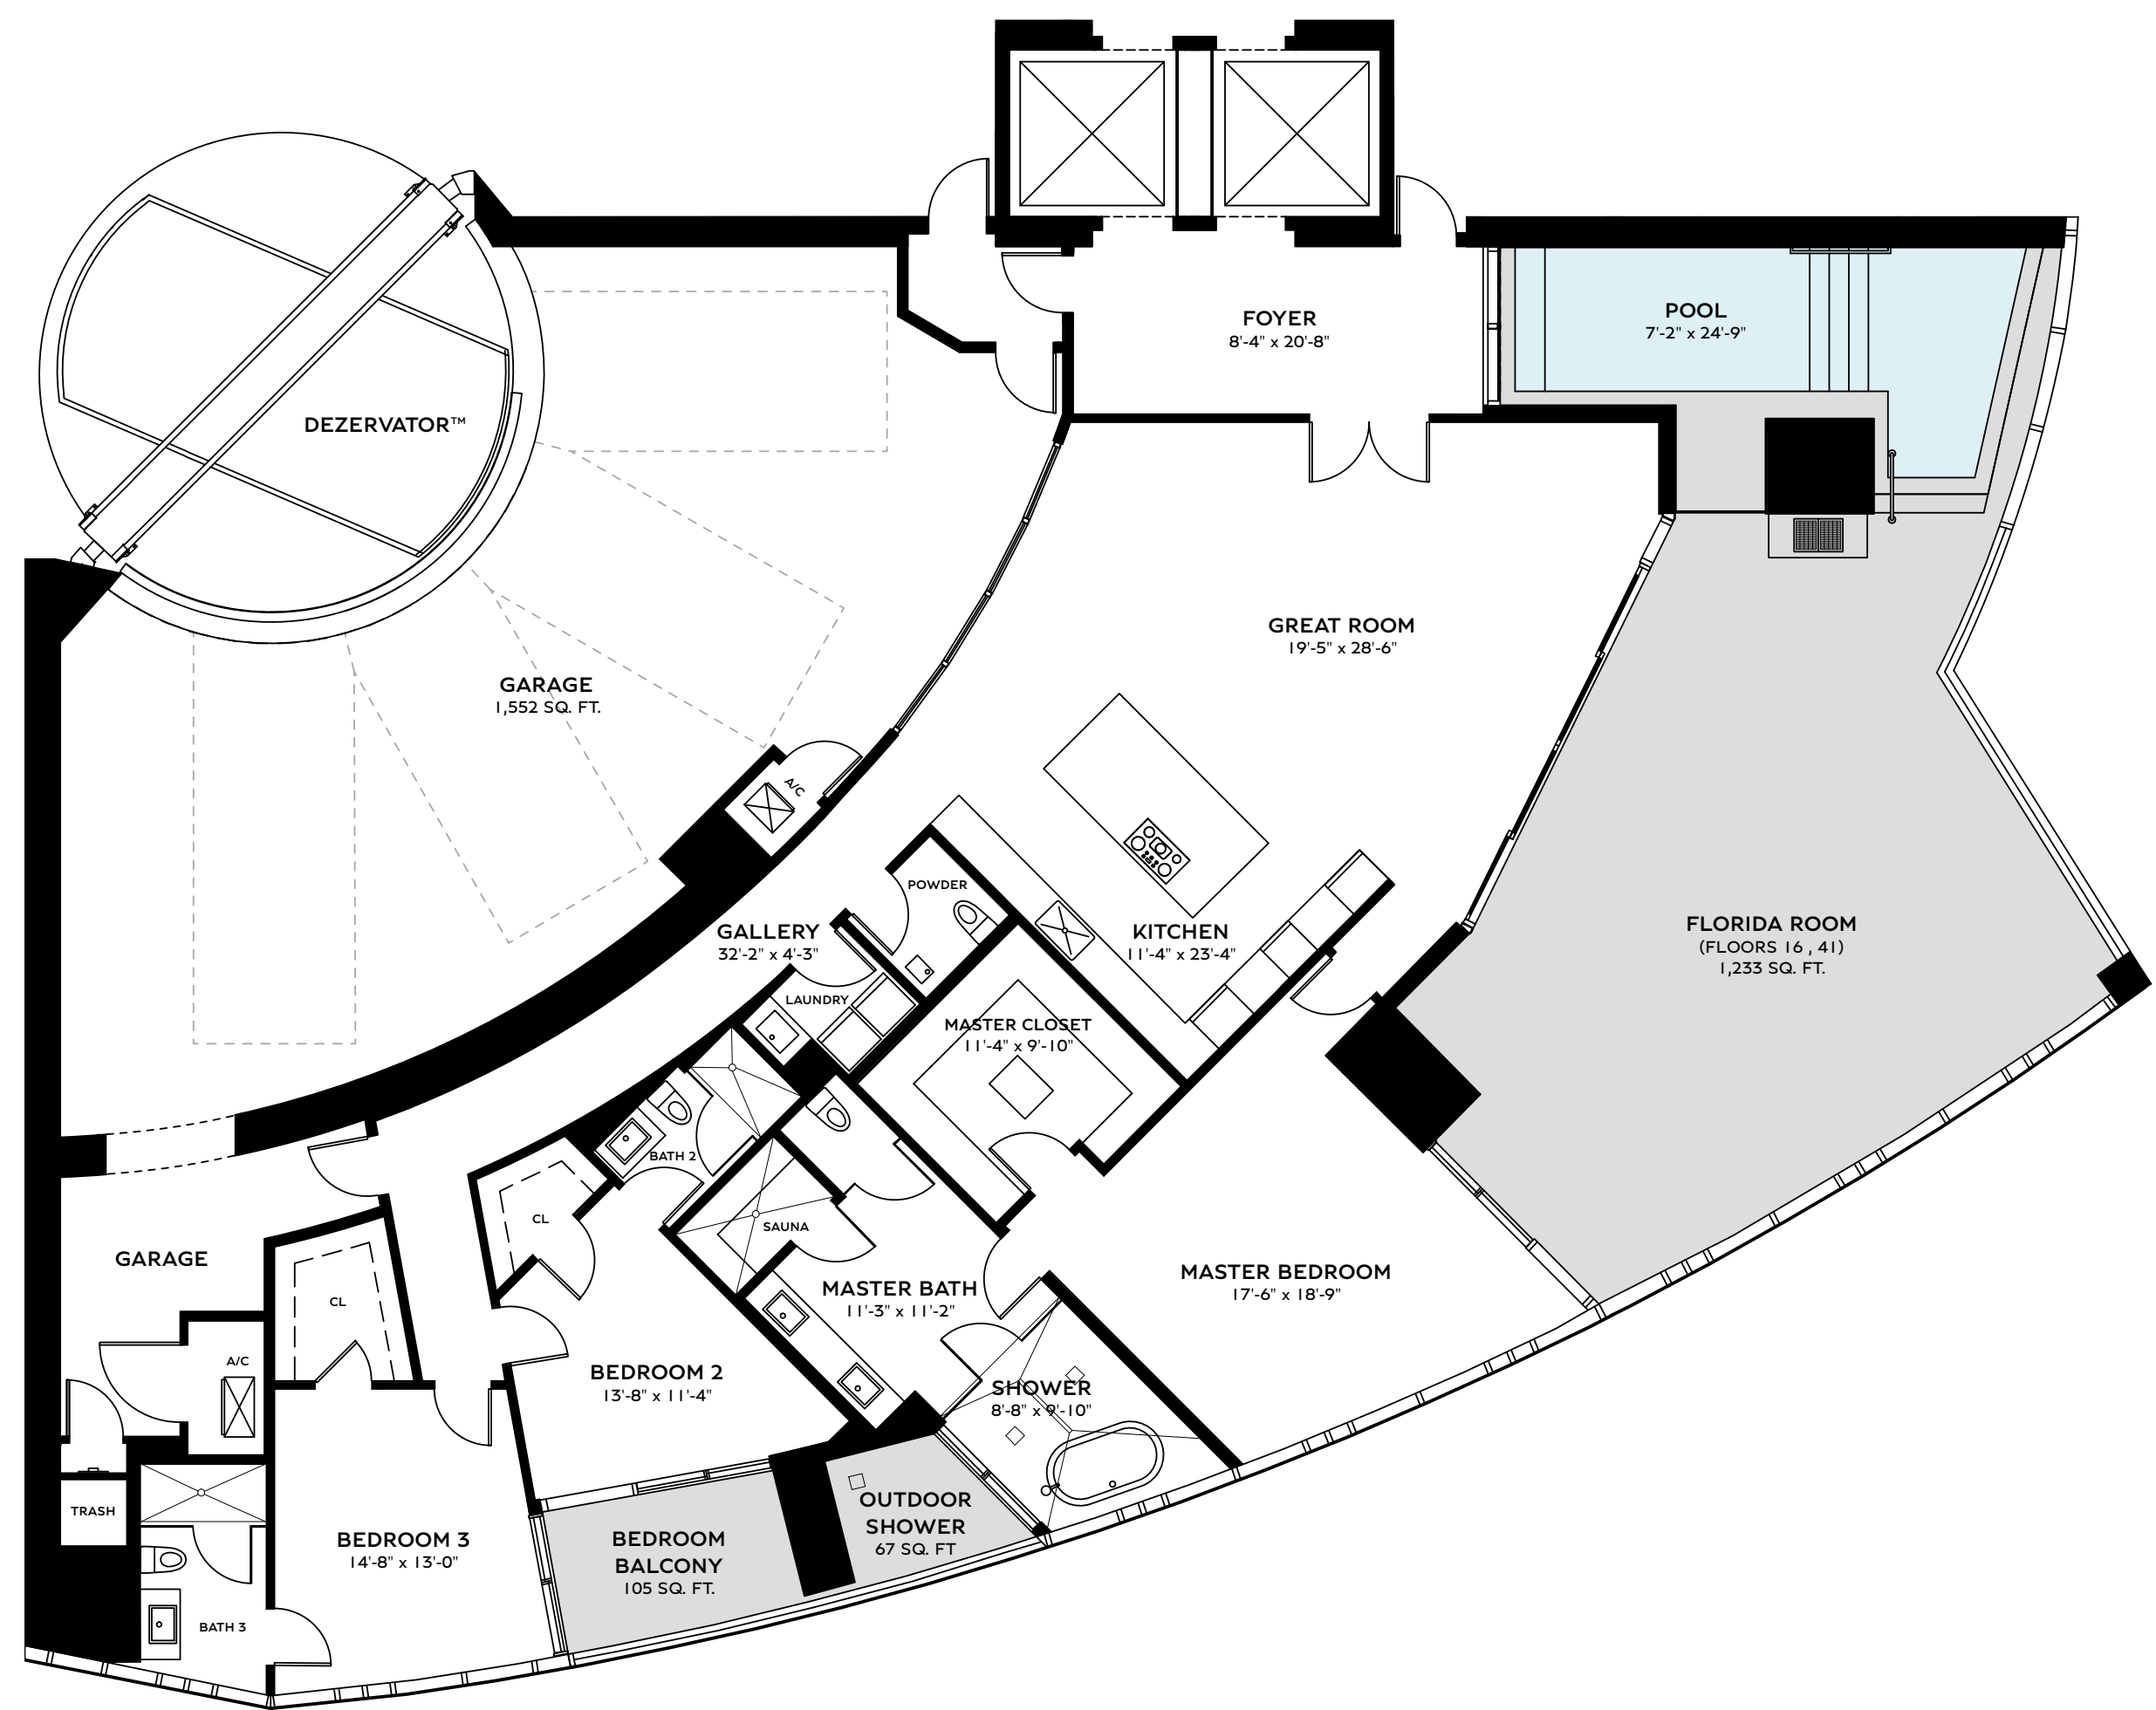 FOYER
8'-4" x 20'-8"
POOL
7'-2" x 24'-9"
DEZERVATOR™
GREAT ROOM
19'-5" x 28'-6"
GARAGE
1,552 SQ. FT.
A/C
POWDER
GALLERY
32'-2" x 4'-3"
KITCHEN
11'-4" x 23'-4"
FLORIDA ROOM
(FLOORS 16 , 41)
1,233 SQ. FT.
LAUNDRY
MASTER CLOSET
11'-4" x 9'-10"
BATH 2
CL
SAUNA
GARAGE
CL
MASTER BATH
11'-3" x 11'-2"
MASTER BEDROOM
17'-6" x 18'-9"
A/C
BEDROOM 2
13'-8" x 11'-4"
SHOWER
8'-8" x 9'-10"
TRASH
BEDROOM 3
14'-8" x 13'-0"
BEDROOM
BALCONY
105 SQ. FT.
OUTDOOR
SHOWER
67 SQ. FT
BATH 3